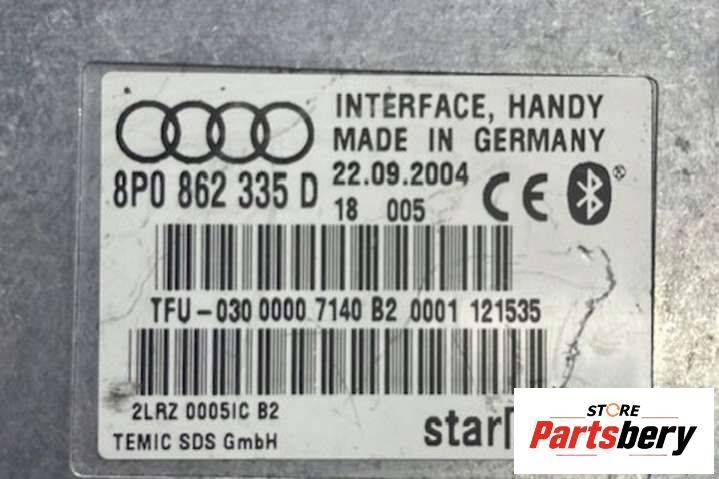 INTERFACE, HANDY
MADE IN GERMANY
8P0 862 335 D 22.09.2004
18 005 CE ®
TFU-030 0000 7140 B2 0001 121535
2LRZ 0005IC B2
TEMIC SDS GmbH
STORE
Partsbery